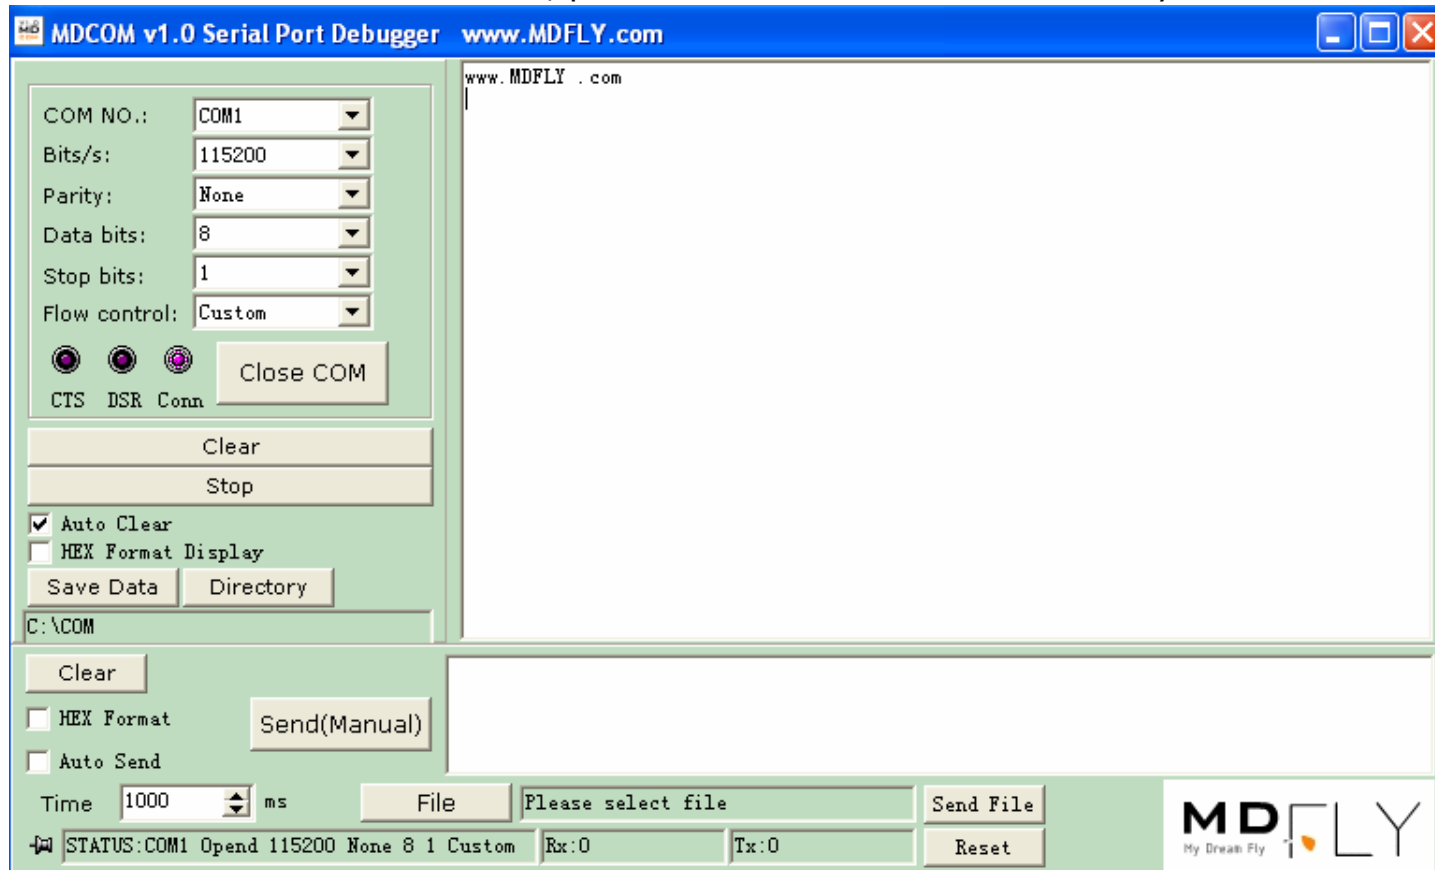 MDCOM v1.0 Serial Port Debugger www.MDFLY.com
www.MDFLY .com
COM NO.: COM1
Bits/s: 115200
Parity: None
Data bits: 8
Stop bits: 1
Flow control: Custom
CTS DSR Conn
Close COM
Clear
Stop
Auto Clear
HEX Format Display
Save Data Directory
C:\COM
Clear
HEX Format
Send(Manual)
Auto Send
Time 1000 ms File Please select file Send File
STATUS:COM1 Opend 115200 None 8 1 Custom Rx:0 Tx:0 Reset
MDFLY
My Dream Fly